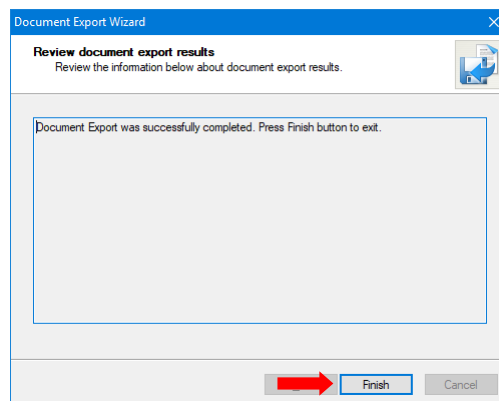 Document Export Wizard
Review document export results
Review the information below about document export results.
Document Export was successfully completed. Press Finish button to exit.
Finish
Cancel